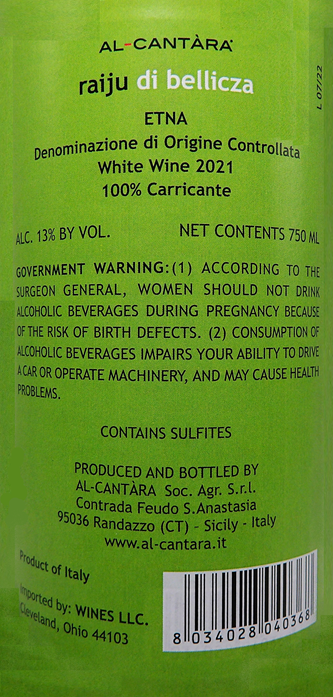 AL-CANTÀRA®
raiju di bellicza
L 07/22
ETNA
Denominazione di Origine Controllata
White Wine 2021
100% Carricante
ALC. 13% BY VOL. NET CONTENTS 750 ML
GOVERNMENT WARNING:(1) ACCORDING TO THE
SURGEON GENERAL, WOMEN SHOULD NOT DRINK
ALCOHOLIC BEVERAGES DURING PREGNANCY BECAUSE
OF THE RISK OF BIRTH DEFECTS. (2) CONSUMPTION OF
ALCOHOLIC BEVERAGES IMPAIRS YOUR ABILITY TO DRIVE
A CAR OR OPERATE MACHINERY, AND MAY CAUSE HEALTH
PROBLEMS.
CONTAINS SULFITES
PRODUCED AND BOTTLED BY
AL-CANTÀRA Soc. Agr. S.r.l.
Contrada Feudo S.Anastasia
95036 Randazzo (CT) - Sicily - Italy
www.al-cantara.it
Product of Italy
Imported by: WINES LLC.
Cleveland, Ohio 44103
8 034028 040368